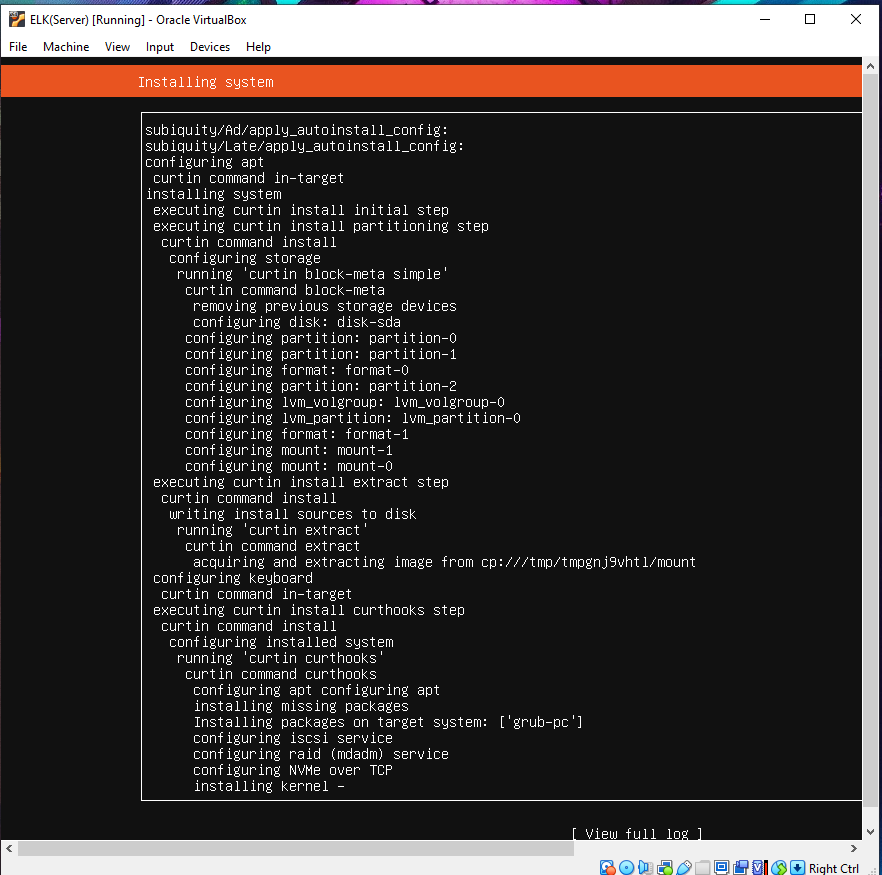 ELK(Server) [Running] - Oracle VirtualBox
File Machine View Input Devices Help
Installing system
subiquity/Ad/apply_autoinstall_config:
subiquity/Late/apply_autoinstall_config:
configuring apt
curtin command in-target
installing system
executing curtin install initial step
executing curtin install partitioning step
curtin command install
configuring storage
running 'curtin block-meta simple'
curtin command block-meta
removing previous storage devices
configuring disk: disk-sda
configuring partition: partition-0
configuring partition: partition-1
configuring format: format-0
configuring partition: partition-2
configuring lvm_volgroup: lvm_volgroup-0
configuring lvm_partition: lvm_partition-0
configuring format: format-1
configuring mount: mount-1
configuring mount: mount-0
executing curtin install extract step
curtin command install
writing install sources to disk
running 'curtin extract'
curtin command extract
acquiring and extracting image from cp:///tmp/tmpgnj9vhtl/mount
configuring keyboard
curtin command in-target
executing curtin install curthooks step
curtin command install
configuring installed system
running 'curtin curthooks'
curtin command curthooks
configuring apt configuring apt
installing missing packages
Installing packages on target system: ['grub-pc']
configuring iscsi service
configuring raid (mdadm) service
configuring NVMe over TCP
installing kernel -
[ View full log ]
Right Ctrl